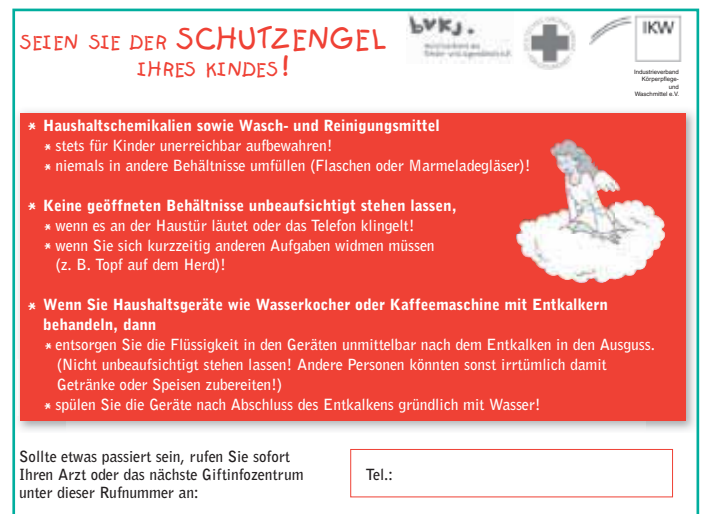 SEIEN SIE DER SCHUTZENGEL
IHRES KINDES!
bvkj.
IKW
Industrieverband
Körperpflege-
und
Waschmittel e.V.
* Haushaltschemikalien sowie Wasch- und Reinigungsmittel
* stets für Kinder unerreichbar aufbewahren!
* niemals in andere Behältnisse umfüllen (Flaschen oder Marmeladegläser)!
* Keine geöffneten Behältnisse unbeaufsichtigt stehen lassen,
* wenn es an der Haustür läutet oder das Telefon klingelt!
* wenn Sie sich kurzzeitig anderen Aufgaben widmen müssen
(z. B. Topf auf dem Herd)!
* Wenn Sie Haushaltsgeräte wie Wasserkocher oder Kaffeemaschine mit Entkalkern
behandeln, dann
* entsorgen Sie die Flüssigkeit in den Geräten unmittelbar nach dem Entkalken in den Ausguss.
(Nicht unbeaufsichtigt stehen lassen! Andere Personen könnten sonst irrtümlich damit
Getränke oder Speisen zubereiten!)
* spülen Sie die Geräte nach Abschluss des Entkalkens gründlich mit Wasser!
Sollte etwas passiert sein, rufen Sie sofort
Ihren Arzt oder das nächste Giftinfozentrum
unter dieser Rufnummer an:
Tel.: